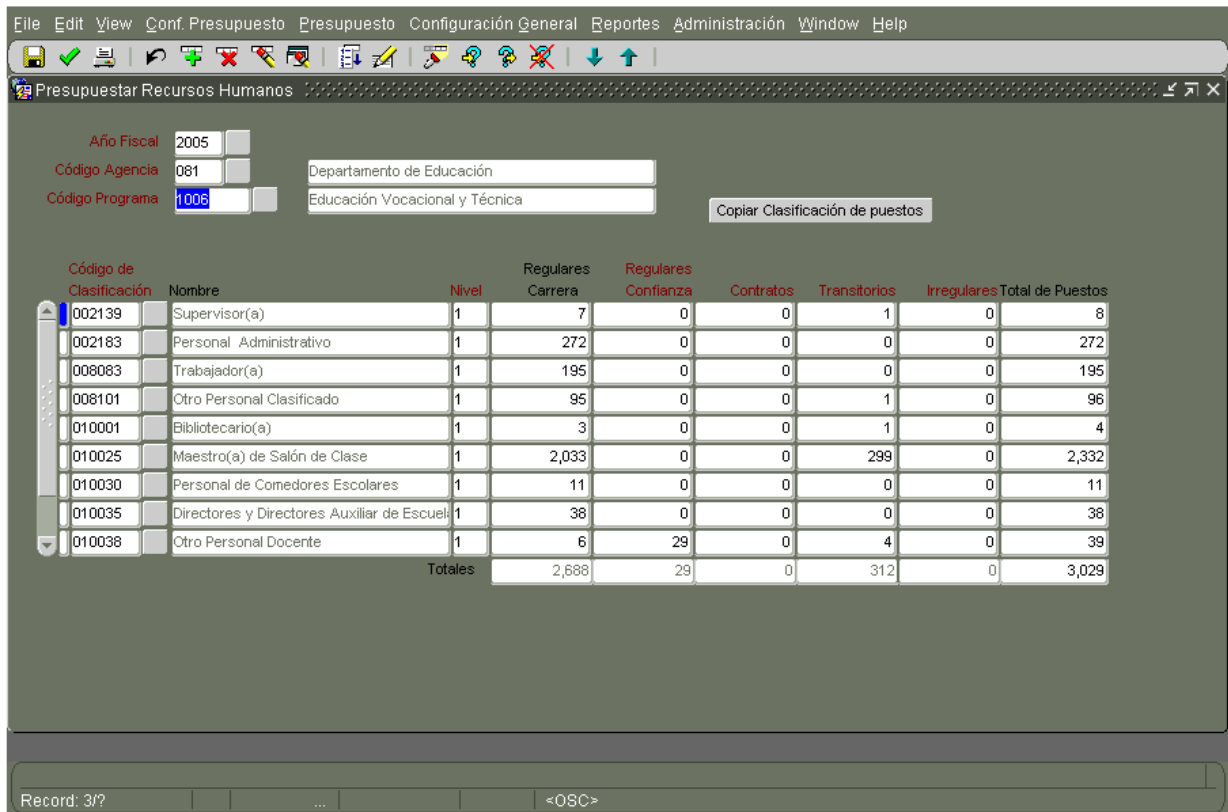 File Edit View Conf. Presupuesto Presupuesto Configuración General Reportes Administración Window Help
Presupuestar Recursos Humanos
Año Fiscal 2005
Código Agencia 081 Departamento de Educación
Código Programa 1006 Educación Vocacional y Técnica
Copiar Clasificación de puestos
Código de Regulares Regulares
Clasificación Nombre Nivel Carrera Confianza Contratos Transitorios Irregulares Total de Puestos
002139 Supervisor(a) 1 7 0 0 1 0 8
002183 Personal Administrativo 1 272 0 0 0 0 272
008083 Trabajador(a) 1 195 0 0 0 0 195
008101 Otro Personal Clasificado 1 95 0 0 1 0 96
010001 Bibliotecario(a) 1 3 0 0 1 0 4
010025 Maestro(a) de Salón de Clase 1 2,033 0 0 299 0 2,332
010030 Personal de Comedores Escolares 1 11 0 0 0 0 11
010035 Directores y Directores Auxiliar de Escuel 1 38 0 0 0 0 38
010038 Otro Personal Docente 1 6 29 0 4 0 39
Totales 2,688 29 0 312 0 3,029
Record: 3/? ... <OSC>